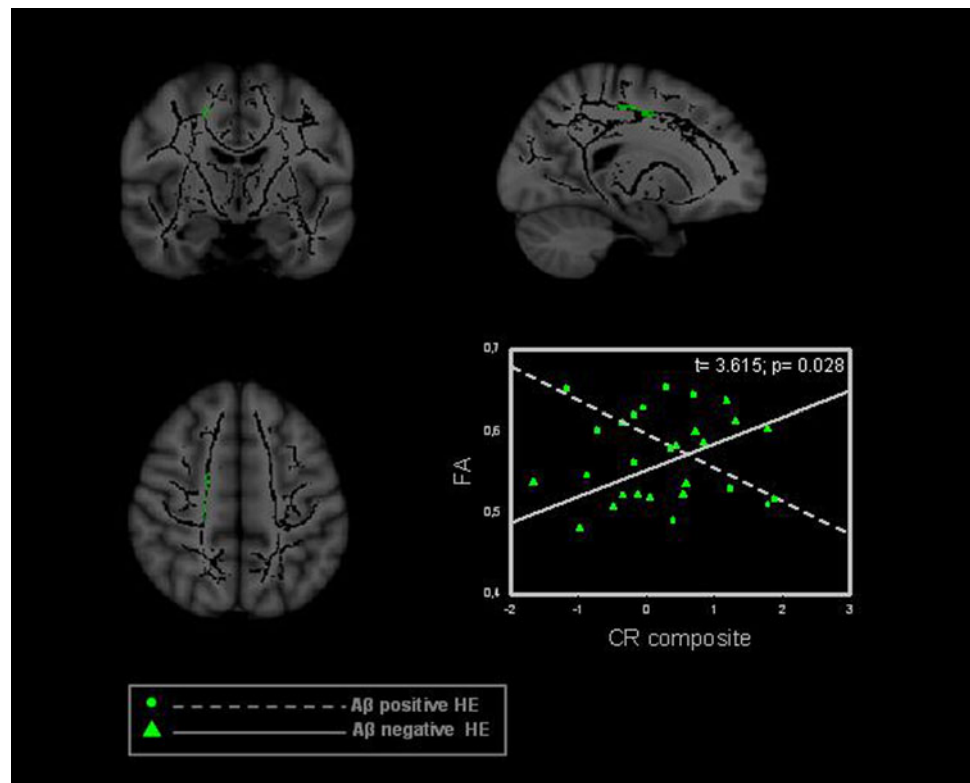 0,7
t= 3.615; p= 0.028
0,6
FA
0,5
0,4
-2 -1 0 1 2 3
CR composite
Aβ positive HE
Aβ negative HE